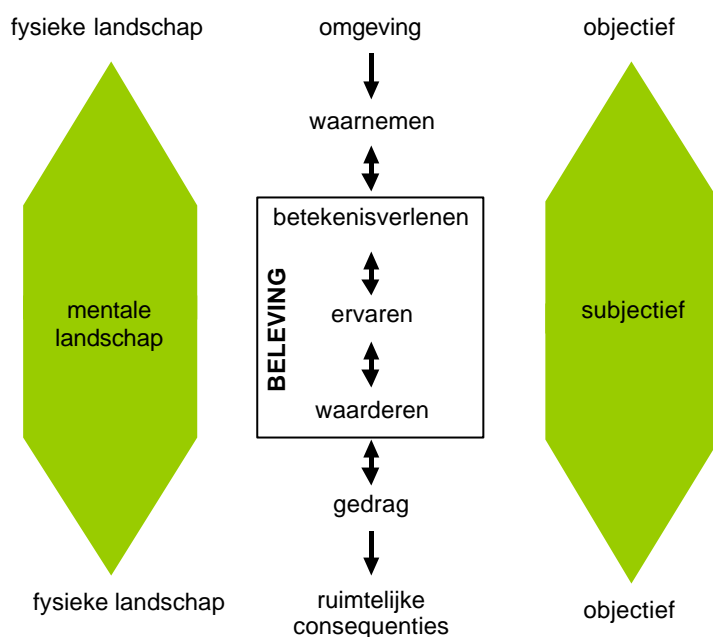 fysieke landschap
omgeving
objectief
waarnemen
betekenisverlenen
BELEVING
mentale
landschap
ervaren
subjectief
waarderen
gedrag
fysieke landschap
ruimtelijke
consequenties
objectief